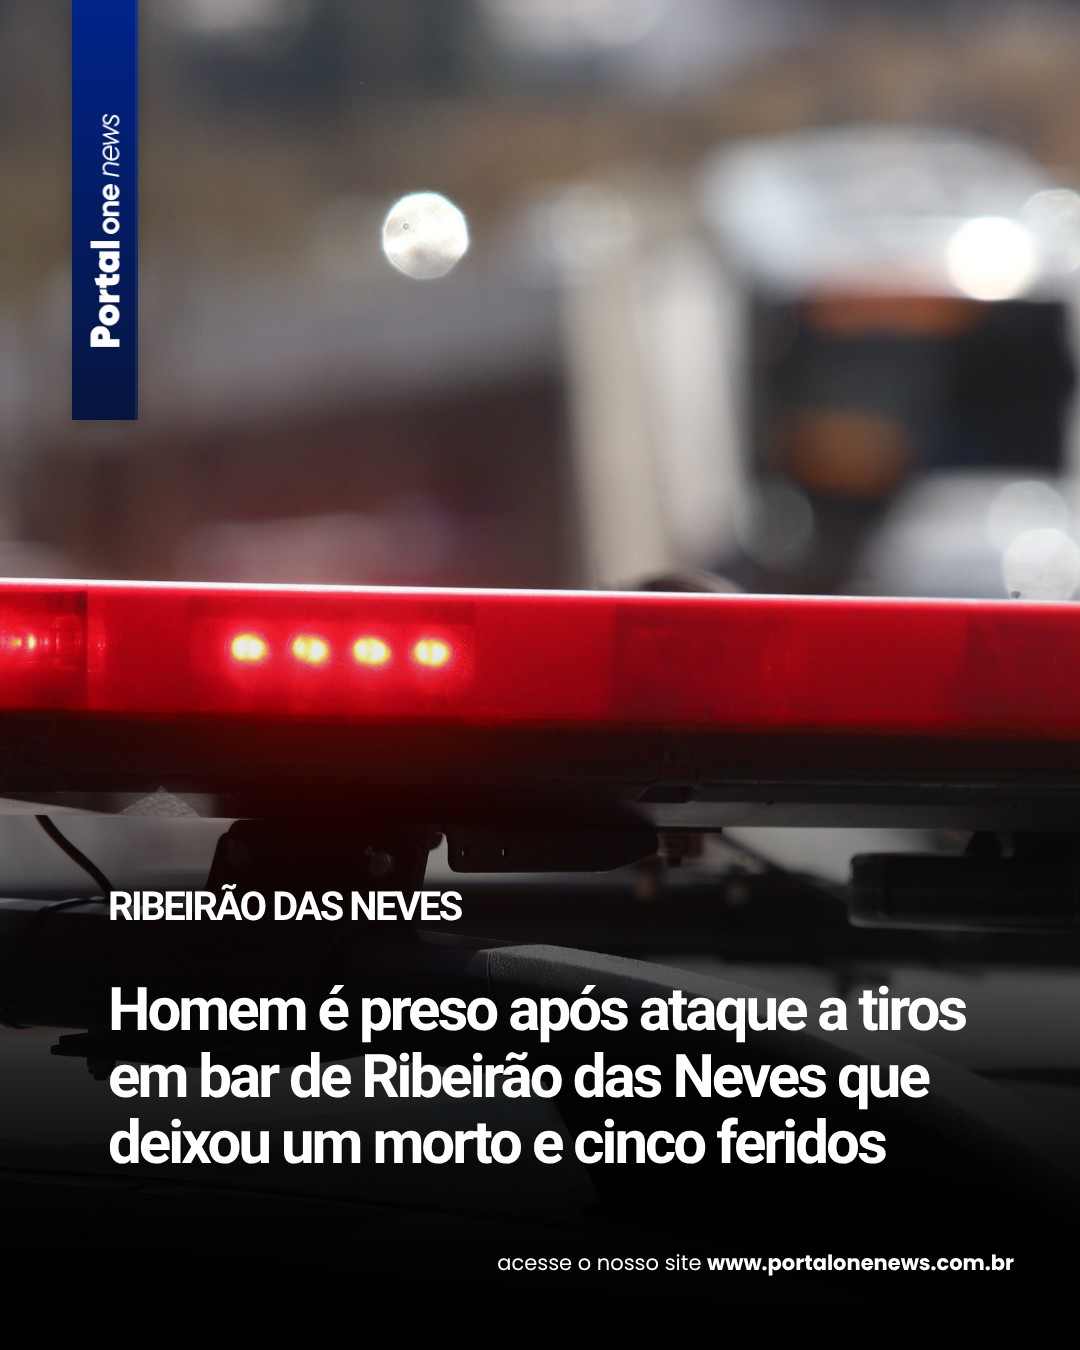 Portal one news
RIBEIRÃO DAS NEVES
Homem é preso após ataque a tiros
em bar de Ribeirão das Neves que
deixou um morto e cinco feridos
acesse o nosso site www.portalonenews.com.br